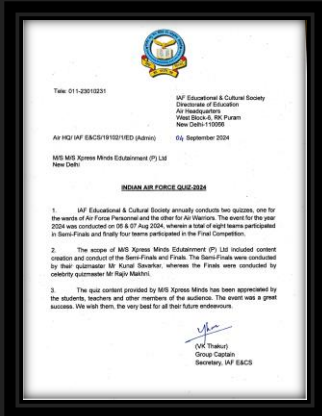 Tele: 011-23010231
IAF Educational & Cultural Society
Directorate of Education
Air Headquarters
West Block-6, RK Puram
New Delhi-110066
Air HQ/ IAF E&CS/19102/1/ED (Admin)
04 September 2024
M/S M/S Xpress Minds Edutainment (P) Ltd
New Delhi
INDIAN AIR FORCE QUIZ-2024
1. IAF Educational & Cultural Society annually conducts two quizzes, one for
the wards of Air Force Personnel and the other for Air Warriors. The event for the year
2024 was conducted on 06 & 07 Aug 2024, wherein a total of eight teams participated
in Semi-Finals and finally four teams participated in the Final Competition.
2. The scope of M/S Xpress Minds Edutainment (P) Ltd included content
creation and conduct of the Semi-Finals and Finals. The Semi-Finals were conducted
by their quizmaster Mr Kunal Savarkar, whereas the Finals were conducted by
celebrity quizmaster Mr Rajiv Makhni.
3. The quiz content provided by M/S Xpress Minds has been appreciated by
the students, teachers and other members of the audience. The event was a great
success. We wish them, the very best for all their future endeavours.
(VK Thakur)
Group Captain
Secretary, IAF E&CS